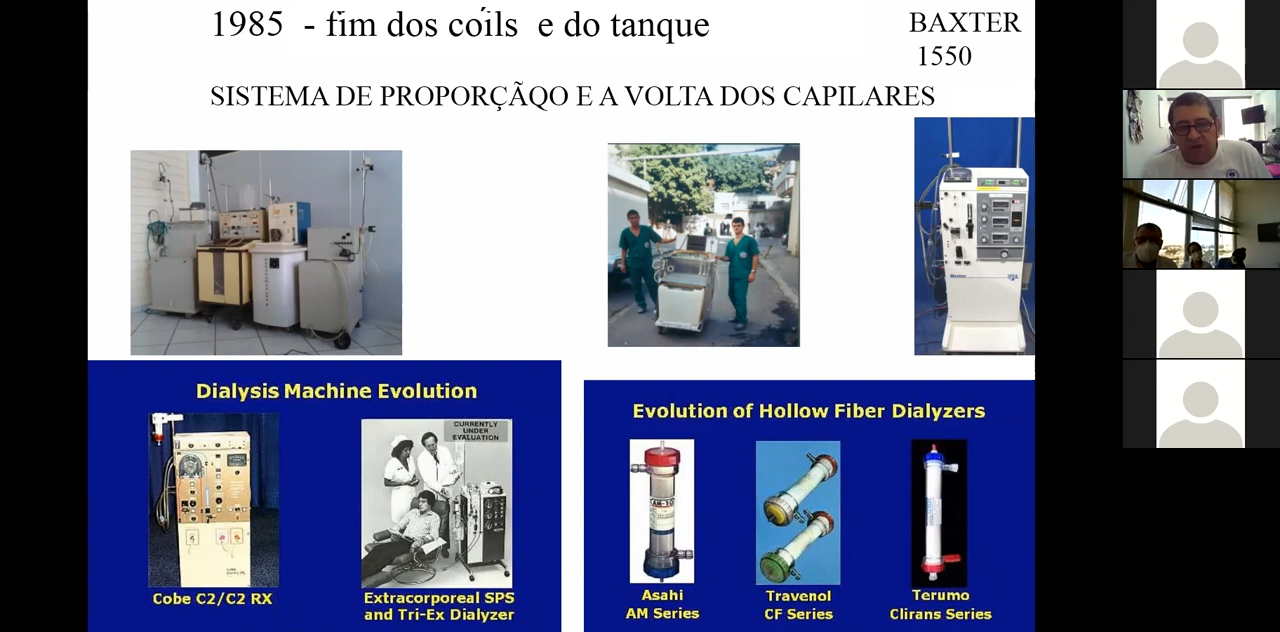 1985 - fim dos coils e do tanque
BAXTER
1550
SISTEMA DE PROPORÇÃQO E A VOLTA DOS CAPILARES
Dialysis Machine Evolution
CURRENTLY
UNDER
EVALUATION
Cobe C2/C2 RX
Extracorporeal SPS
and Tri-Ex Dialyzer
Evolution of Hollow Fiber Dialyzers
Asahi
AM Series
Travenol
CF Series
Terumo
Clirans Series